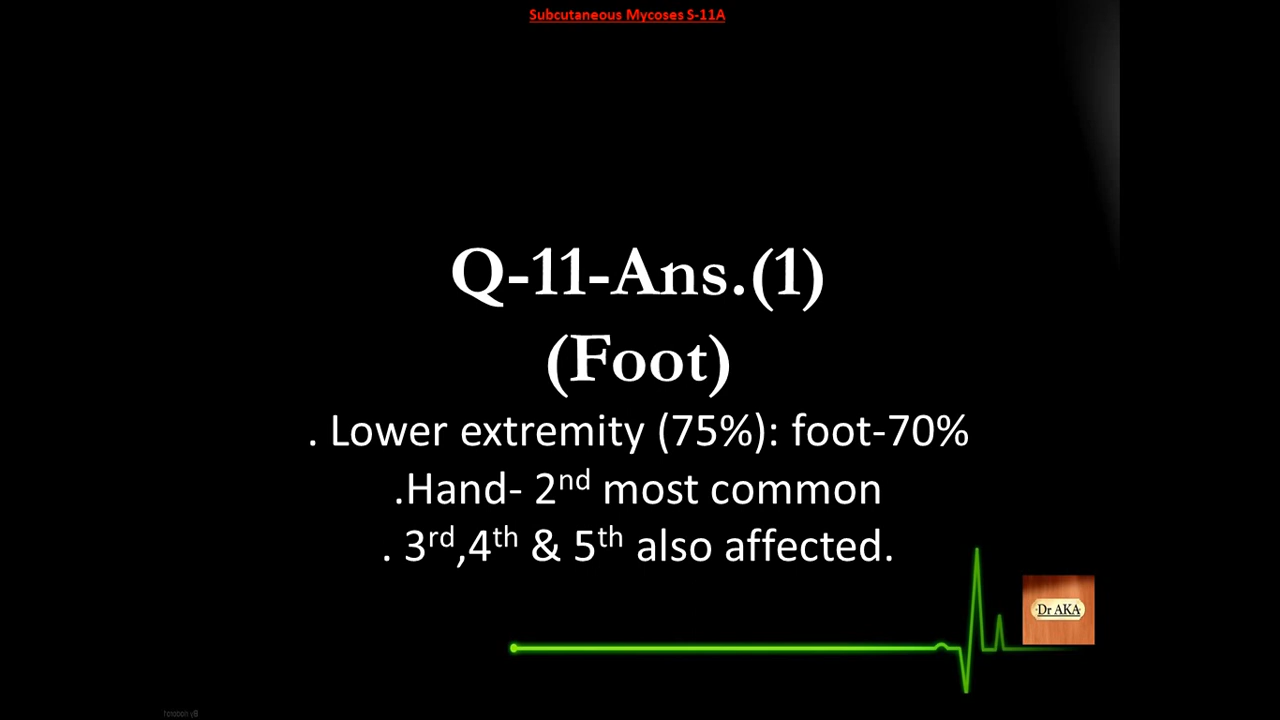 Subcutaneous Mycoses S-11A
Q-11-Ans.(1)
(Foot)
. Lower extremity (75%): foot-70%
.Hand- 2nd most common
. 3rd,4th & 5th also affected.
Dr AKA